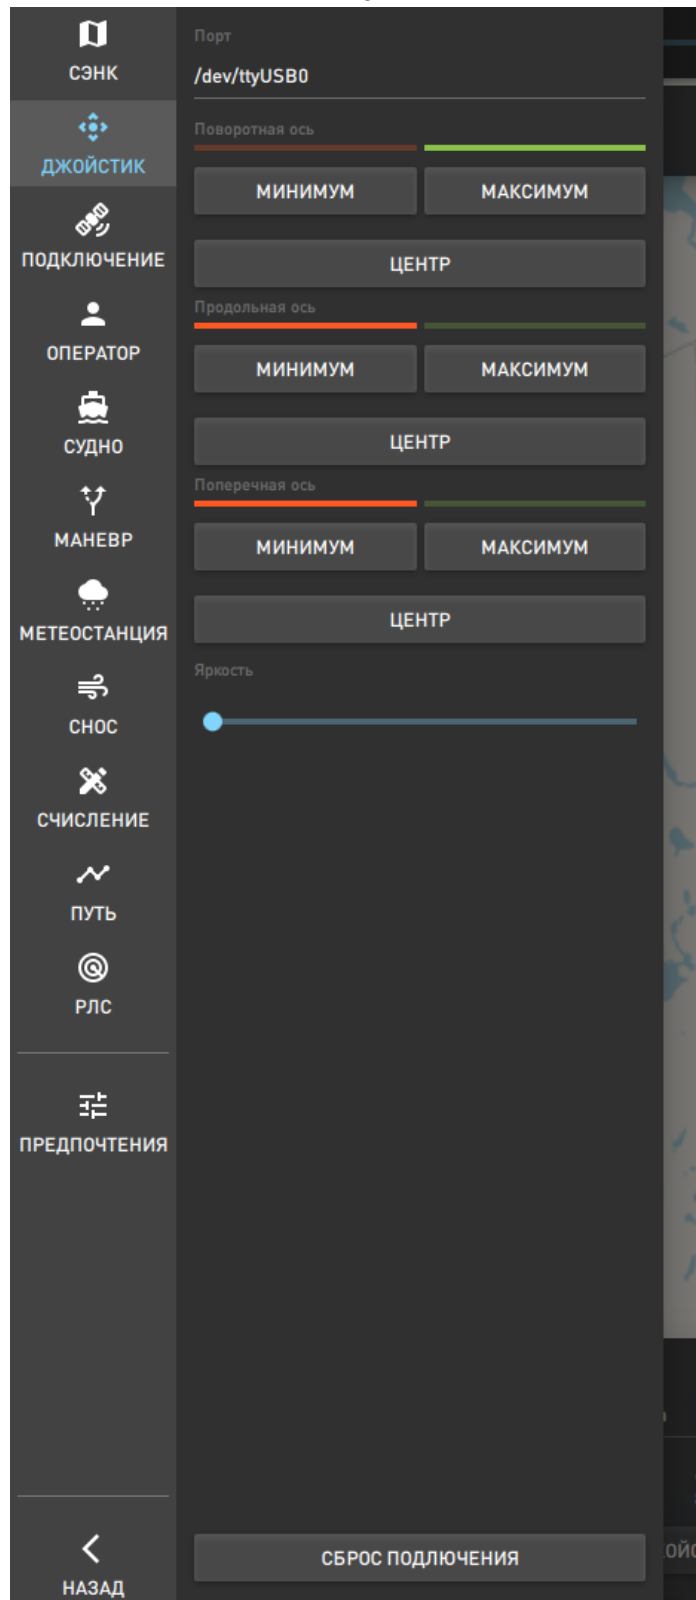 СЭНК
ДЖОЙСТИК
ПОДКЛЮЧЕНИЕ
ОПЕРАТОР
СУДНО
МАНЕВР
МЕТЕОСТАНЦИЯ
СНОС
СЧИСЛЕНИЕ
ПУТЬ
РЛС
ПРЕДПОЧТЕНИЯ
НАЗАД
Порт
/dev/ttyUSB0
Поворотная ось
МИНИМУМ МАКСИМУМ
ЦЕНТР
Продольная ось
МИНИМУМ МАКСИМУМ
ЦЕНТР
Поперечная ось
МИНИМУМ МАКСИМУМ
ЦЕНТР
Яркость
СБРОС ПОДЛЮЧЕНИЯ